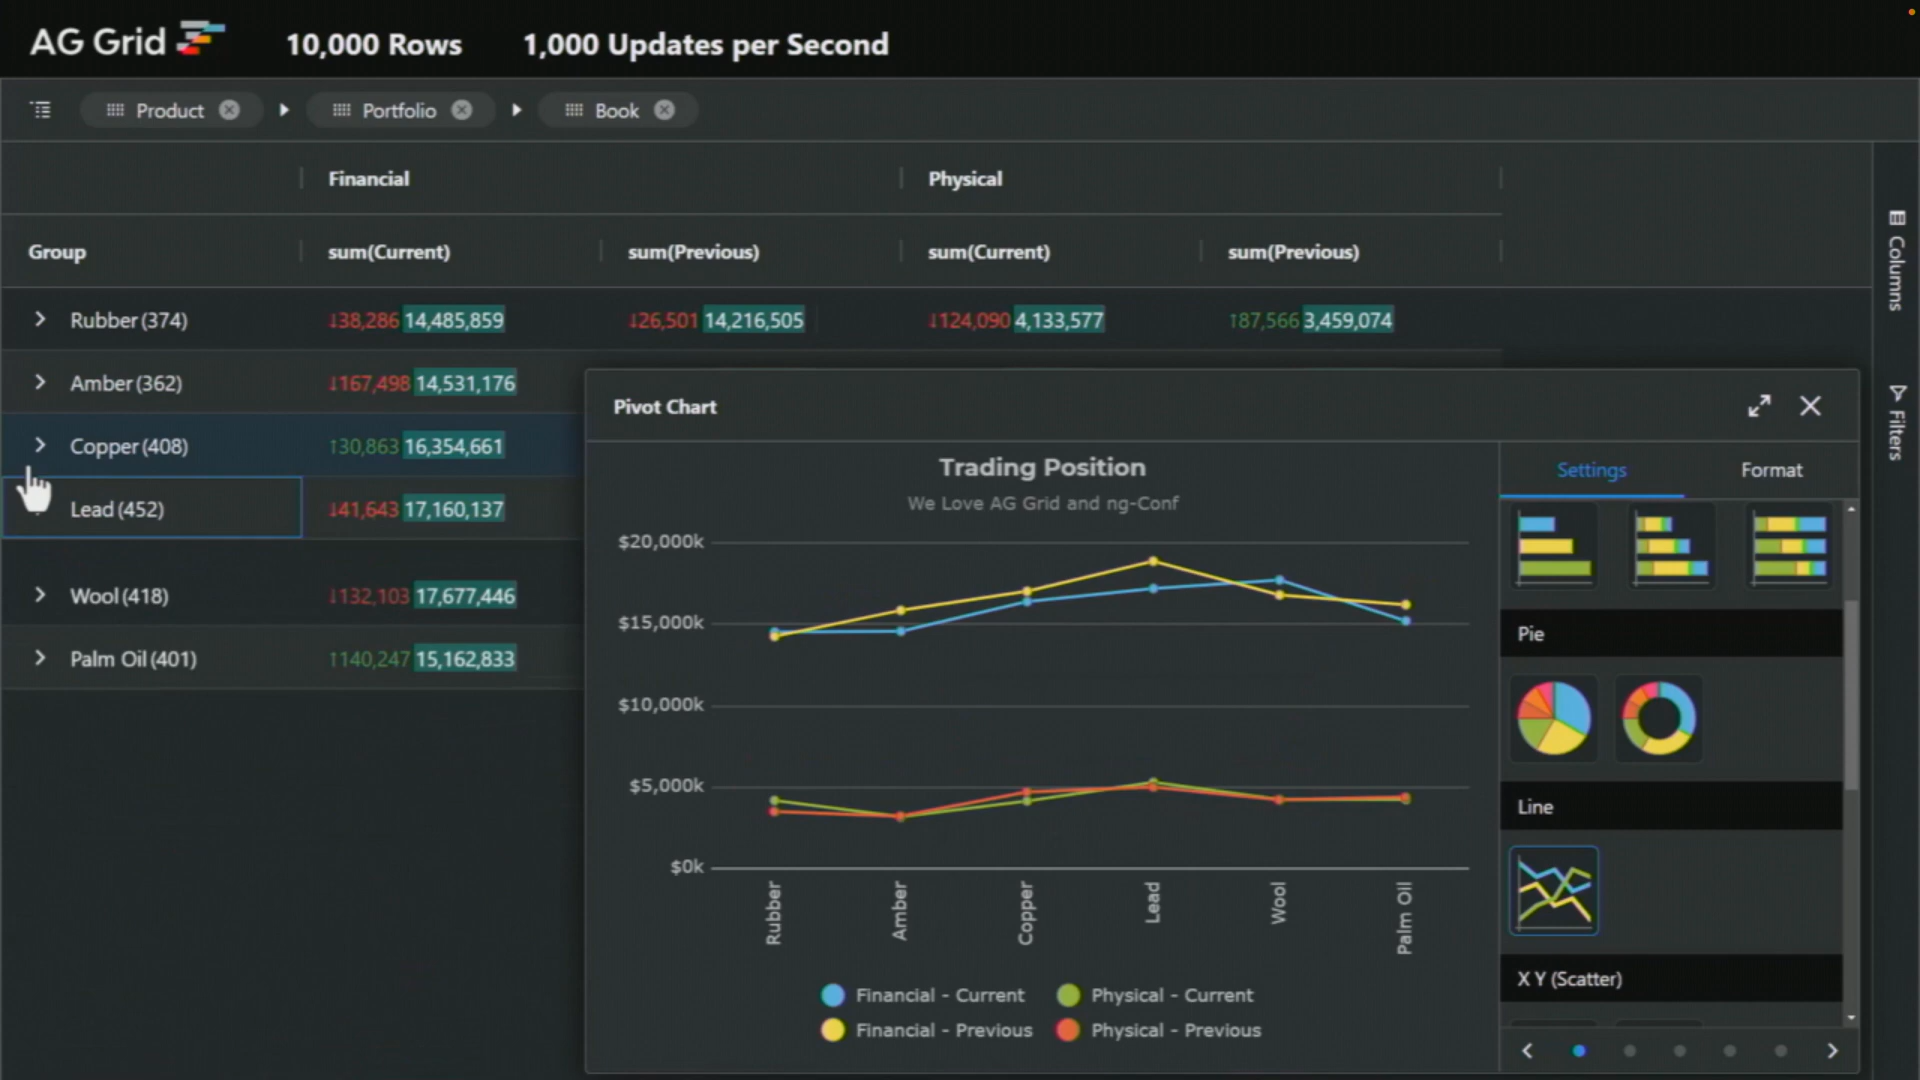 AG Grid 10,000 Rows 1,000 Updates per Second
Product Portfolio Book
Financial Physical
Group sum(Current) sum(Previous) sum(Current) sum(Previous)
Rubber (374) ↓38,286 14,485,859 ↓26,501 14,216,505 ↓124,090 4,133,577 ↑87,566 3,459,074
Amber (362) ↓167,498 14,531,176
Copper (408) ↑30,863 16,354,661
Lead (452) ↓41,643 17,160,137
Wool (418) ↓132,103 17,677,446
Palm Oil (401) ↑140,247 15,162,833
Columns
Filters
Pivot Chart
Trading Position
We Love AG Grid and ng-Conf
$20,000k
$15,000k
$10,000k
$5,000k
$0k
Rubber
Amber
Copper
Lead
Wool
Palm Oil
Financial - Current Physical - Current
Financial - Previous Physical - Previous
Settings Format
Pie
Line
X Y (Scatter)